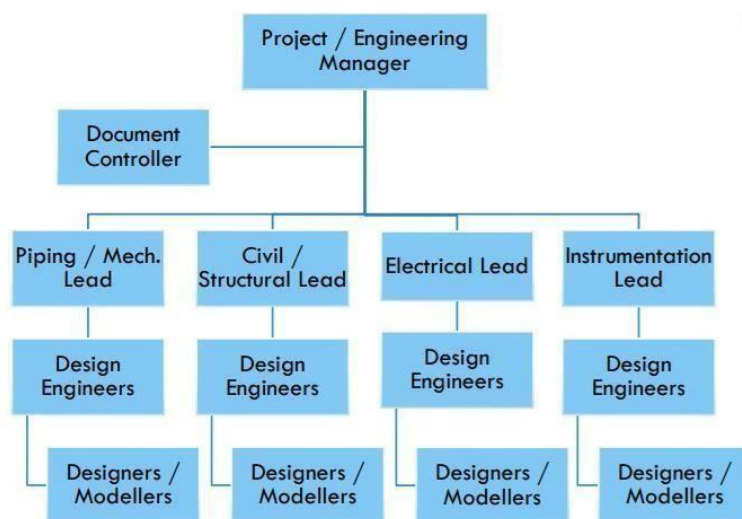 Project / Engineering
Manager
Document
Controller
Piping / Mech.
Lead
Civil /
Structural Lead
Electrical Lead
Instrumentation
Lead
Design
Engineers
Design
Engineers
Design
Engineers
Design
Engineers
Designers /
Modellers
Designers /
Modellers
Designers /
Modellers
Designers /
Modellers